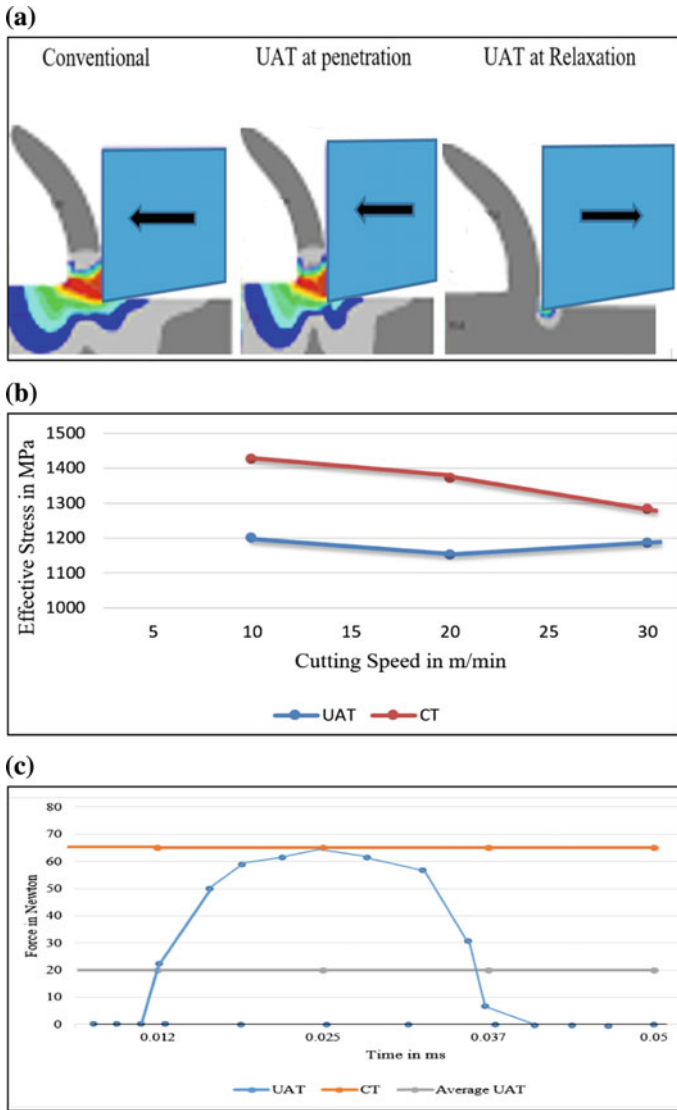 (a)
Conventional UAT at penetration UAT at Relaxation
(b)
Effective Stress in MPa
1500
1400
1300
1200
1100
1000
5 10 15 20 25 30
Cutting Speed in m/min
UAT CT
(c)
Force in Newton
80
70
60
50
40
30
20
10
0
0.012 0.025 0.037 0.05
Time in ms
UAT CT Average UAT